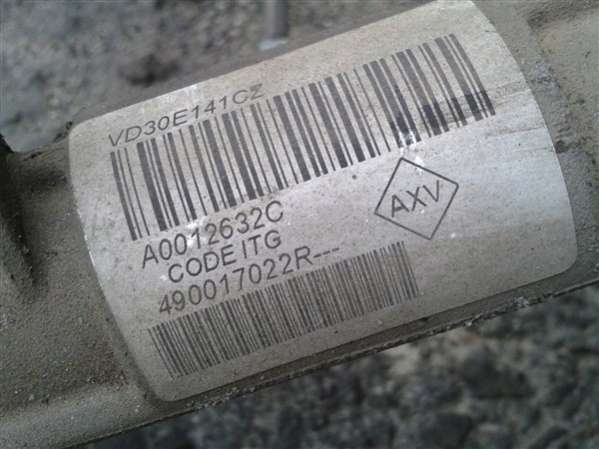 VD30E141CZ
A0012632C
AXV
CODE ITG
490017022R---